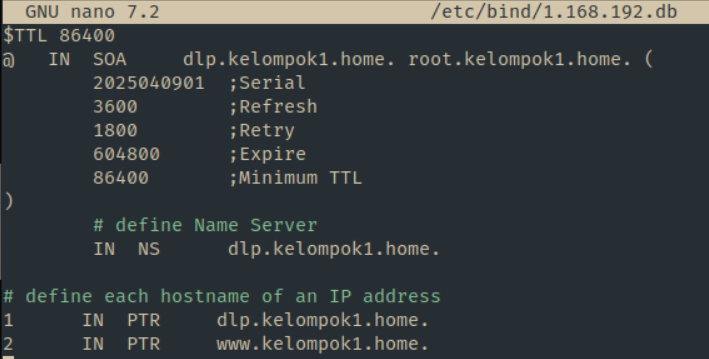 GNU nano 7.2 /etc/bind/1.168.192.db
$TTL 86400
@ IN SOA dlp.kelompok1.home. root.kelompok1.home. (
2025040901 ;Serial
3600 ;Refresh
1800 ;Retry
604800 ;Expire
86400 ;Minimum TTL
)
# define Name Server
IN NS dlp.kelompok1.home.
# define each hostname of an IP address
1 IN PTR dlp.kelompok1.home.
2 IN PTR www.kelompok1.home.